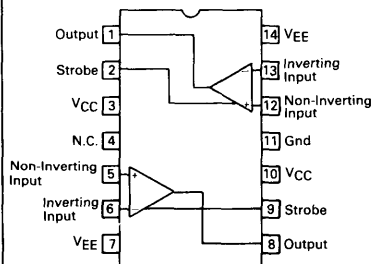 Output 1
Strobe 2
VCC 3
N.C. 4
Non-Inverting
Input 5 +
Inverting
Input 6 −
VEE 7
14 VEE
− 13 Inverting
Input
+ 12 Non-Inverting
Input
11 Gnd
10 VCC
9 Strobe
8 Output